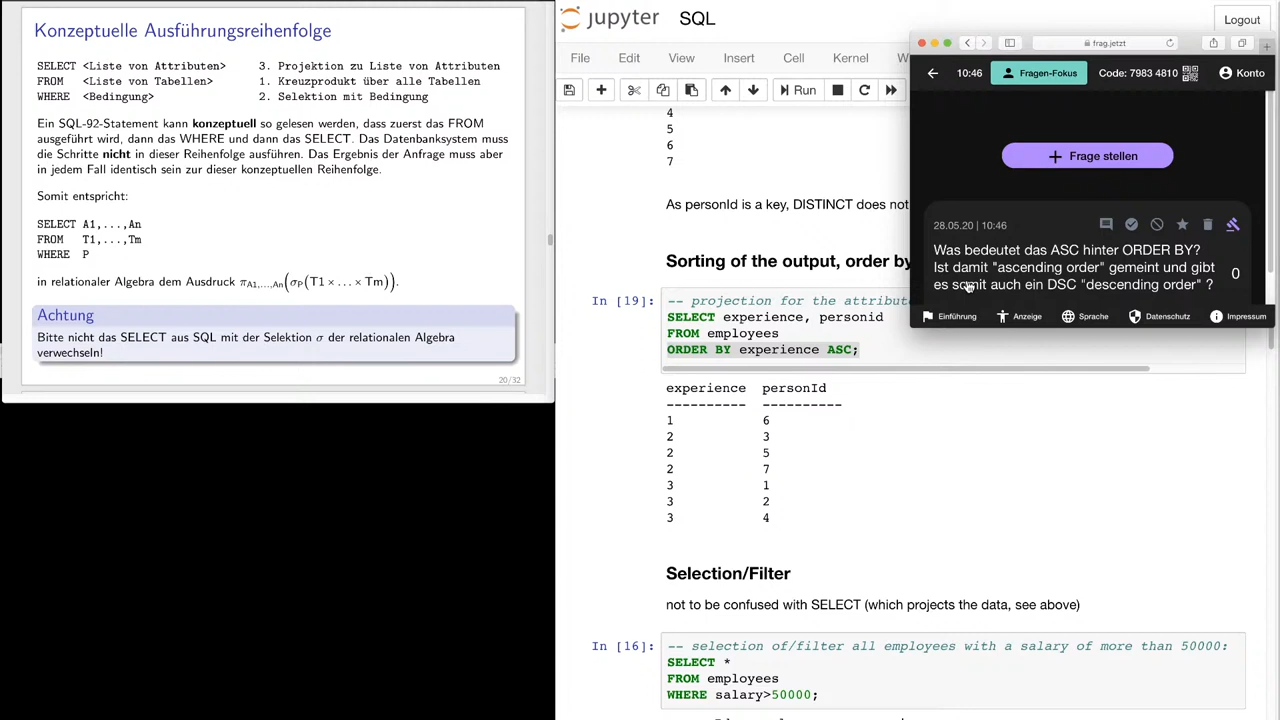 Konzeptuelle Ausführungsreihenfolge
SELECT <Liste von Attributen> 3. Projektion zu Liste von Attributen
FROM <Liste von Tabellen> 1. Kreuzprodukt über alle Tabellen
WHERE <Bedingung> 2. Selektion mit Bedingung
Ein SQL-92-Statement kann konzeptuell so gelesen werden, dass zuerst das FROM
ausgeführt wird, dann das WHERE und dann das SELECT. Das Datenbanksystem muss
die Schritte nicht in dieser Reihenfolge ausführen. Das Ergebnis der Anfrage muss aber
in jedem Fall identisch sein zur dieser konzeptuellen Reihenfolge.
Somit entspricht:
SELECT A1,...,An
FROM T1,...,Tm
WHERE P
in relationaler Algebra dem Ausdruck π A1,...,An (σP(T1 × ... × Tm)).
Achtung
Bitte nicht das SELECT aus SQL mit der Selektion σ der relationalen Algebra
verwechseln!
20/32
jupyter SQL
Logout
File Edit View Insert Cell Kernel W
Run
4
5
6
7
As personId is a key, DISTINCT does not
Sorting of the output, order by
In [19]: -- projection for the attribut
SELECT experience, personid
FROM employees
ORDER BY experience ASC;
experience personId
---------- ----------
1 6
2 3
2 5
2 7
3 1
3 2
3 4
Selection/Filter
not to be confused with SELECT (which projects the data, see above)
In [16]: -- selection of/filter all employees with a salary of more than 50000:
SELECT *
FROM employees
WHERE salary>50000;
frag.jetzt
10:46 Fragen-Fokus Code: 7983 4810 Konto
Frage stellen
28.05.20 | 10:46
Was bedeutet das ASC hinter ORDER BY?
Ist damit "ascending order" gemeint und gibt
es somit auch ein DSC "descending order" ?
0
Einführung Anzeige Sprache Datenschutz Impressum